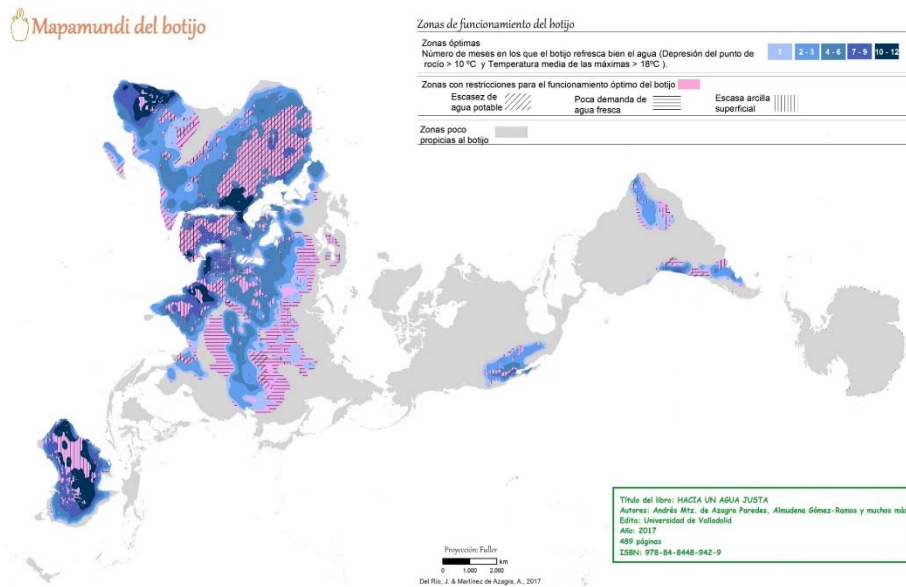 Mapamundi del botijo
Zonas de funcionamiento del botijo
Zonas óptimas
Número de meses en los que el botijo refresca bien el agua (Depresión del punto de
rocío > 10 ºC y Temperatura media de las máximas > 18ºC ).
1 2 - 3 4 - 6 7 - 9 10 - 12
Zonas con restricciones para el funcionamiento óptimo del botijo
Escasez de
agua potable
Poca demanda de
agua fresca
Escasa arcilla
superficial
Zonas poco
propicias al botijo
Título del libro: HACIA UN AGUA JUSTA
Autores: Andrés Mtz. de Azagra Paredes, Almudena Gómez-Ramos y muchos más
Edita: Universidad de Valladolid
Año: 2017
489 páginas
ISBN: 978-84-8448-942-9
Proyección: Fuller
km
0 1.000 2.000
Del Río, J. & Martínez de Azagra, A., 2017